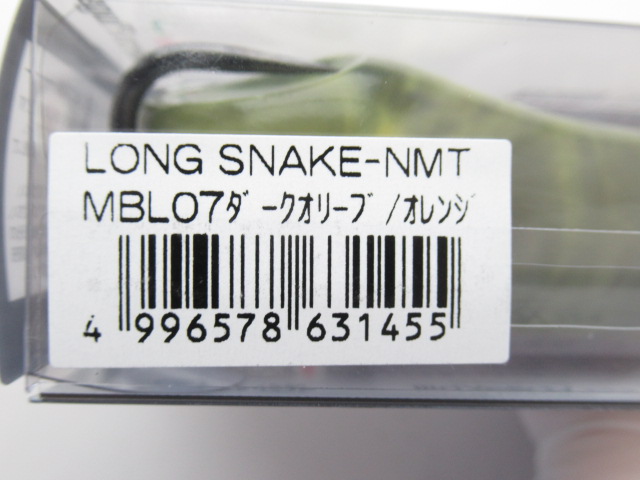 LONG SNAKE-NMT
MBL07ﾀﾞｰｸｵﾘｰﾌﾞ/ｵﾚﾝｼﾞ
4 996578 631455